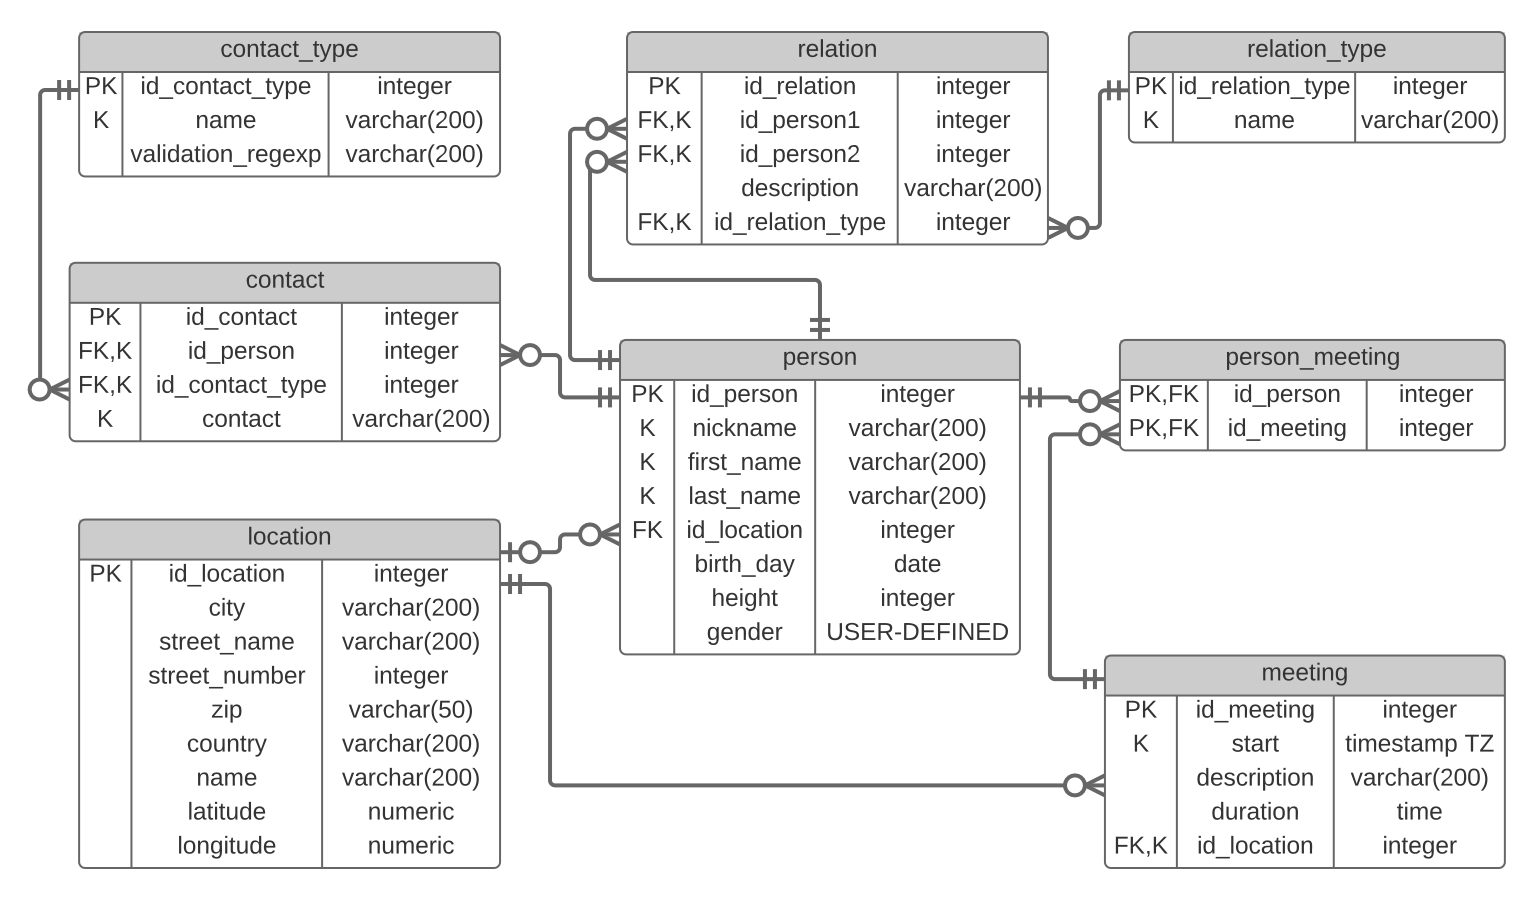 contact_type
PK id_contact_type integer
K name varchar(200)
validation_regexp varchar(200)
relation
PK id_relation integer
FK,K id_person1 integer
FK,K id_person2 integer
description varchar(200)
FK,K id_relation_type integer
relation_type
PK id_relation_type integer
K name varchar(200)
contact
PK id_contact integer
FK,K id_person integer
FK,K id_contact_type integer
K contact varchar(200)
person
PK id_person integer
K nickname varchar(200)
K first_name varchar(200)
K last_name varchar(200)
FK id_location integer
birth_day date
height integer
gender USER-DEFINED
person_meeting
PK,FK id_person integer
PK,FK id_meeting integer
location
PK id_location integer
city varchar(200)
street_name varchar(200)
street_number integer
zip varchar(50)
country varchar(200)
name varchar(200)
latitude numeric
longitude numeric
meeting
PK id_meeting integer
K start timestamp TZ
description varchar(200)
duration time
FK,K id_location integer